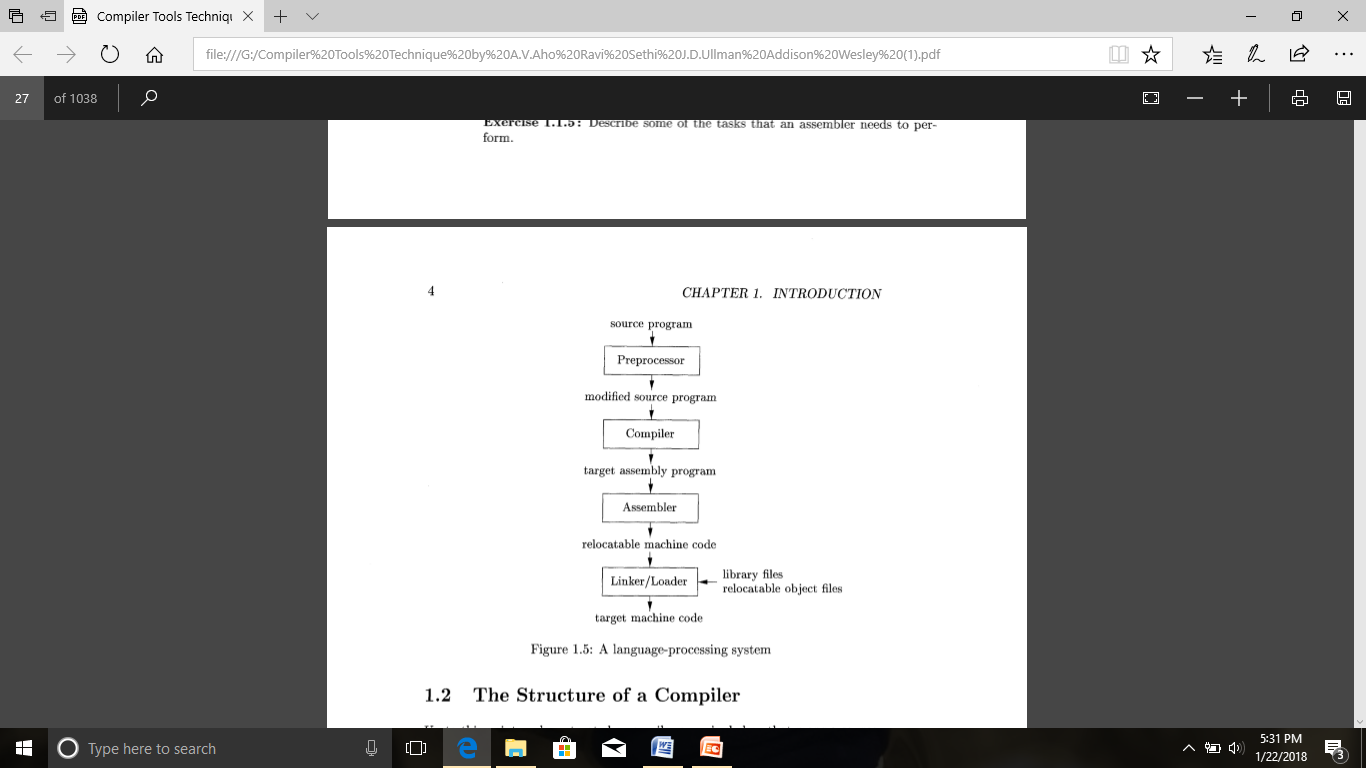 Compiler Tools Techniqu
file:///G:/Compiler%20Tools%20Technique%20by%20A.V.Aho%20Ravi%20Sethi%20J.D.Ullman%20Addison%20Wesley%20(1).pdf
27 of 1038
Exercise 1.1.5: Describe some of the tasks that an assembler needs to per-
form.
4 CHAPTER 1. INTRODUCTION
source program
Preprocessor
modified source program
Compiler
target assembly program
Assembler
relocatable machine code
Linker/Loader
library files
relocatable object files
target machine code
Figure 1.5: A language-processing system
1.2 The Structure of a Compiler
Type here to search
5:31 PM
1/22/2018
3